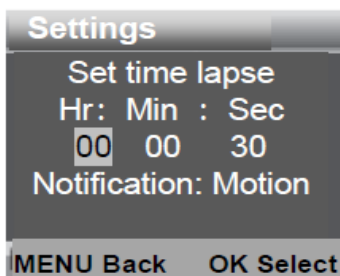 Settings
Set time lapse
Hr: Min : Sec
00 00 30
Notification: Motion
MENU Back OK Select